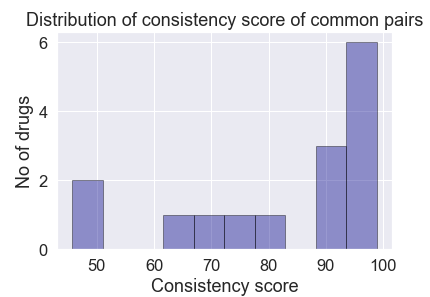 Distribution of consistency score of common pairs
No of drugs
6
4
2
0
50 60 70 80 90 100
Consistency score